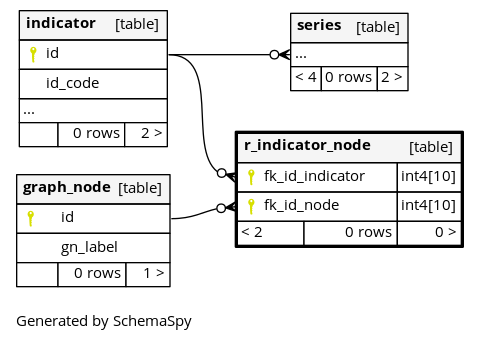 indicator [table]
id
id_code
...
0 rows 2 >
series [table]
...
< 4 0 rows 2 >
r_indicator_node [table]
fk_id_indicator int4[10]
fk_id_node int4[10]
< 2 0 rows 0 >
graph_node [table]
id
gn_label
0 rows 1 >
Generated by SchemaSpy